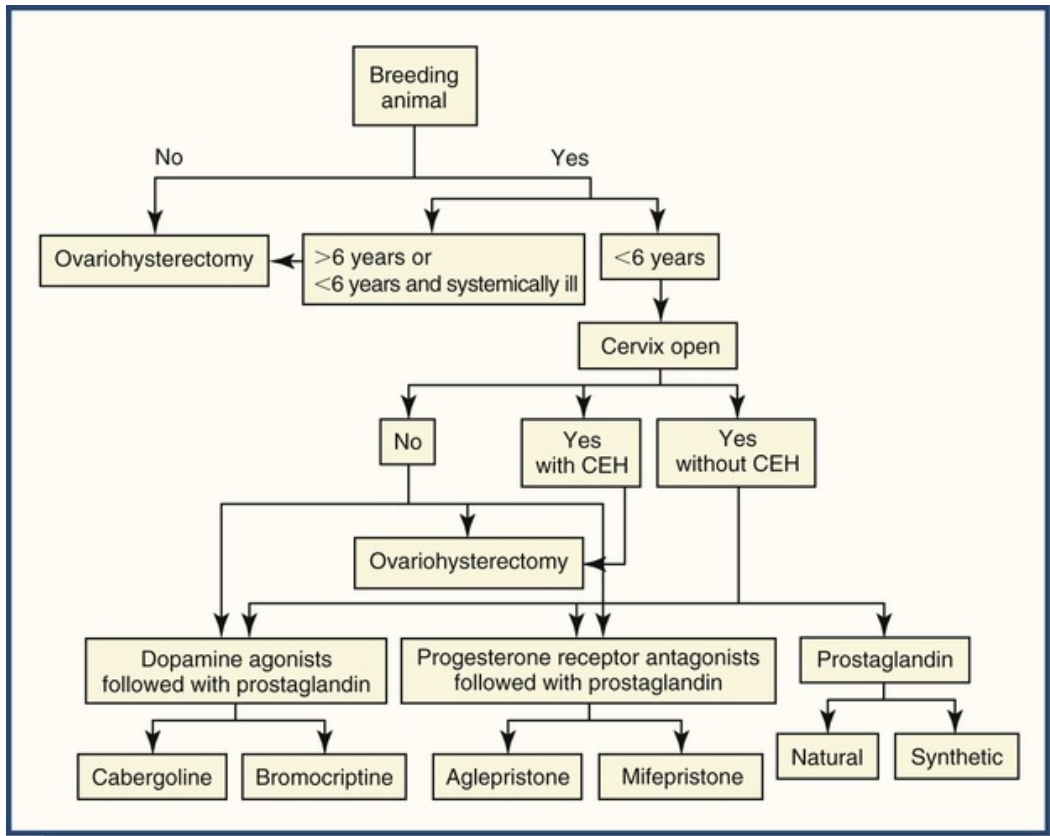 Breeding
animal
No
Yes
Ovariohysterectomy
>6 years or
<6 years and systemically ill
<6 years
Cervix open
No
Yes
with CEH
Yes
without CEH
Ovariohysterectomy
Dopamine agonists
followed with prostaglandin
Progesterone receptor antagonists
followed with prostaglandin
Prostaglandin
Cabergoline
Bromocriptine
Aglepristone
Mifepristone
Natural
Synthetic